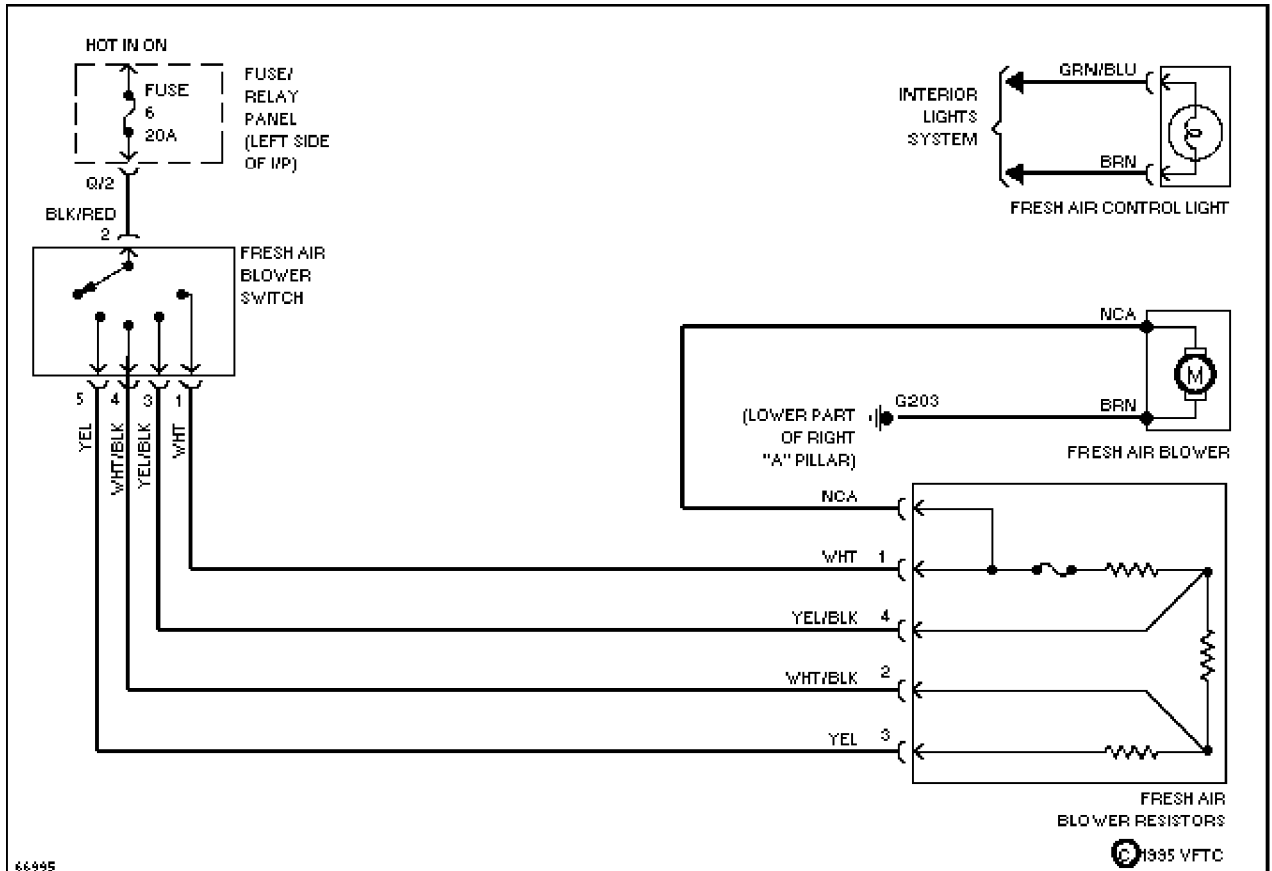 HOT IN ON
FUSE
6
20A
FUSE/
RELAY
PANEL
(LEFT SIDE
OF I/P)
Q/2
BLK/RED
2
FRESH AIR
BLOWER
SWITCH
5
4
3
1
YEL
WHT/BLK
YEL/BLK
WHT
INTERIOR
LIGHTS
SYSTEM
GRN/BLU
BRN
FRESH AIR CONTROL LIGHT
NCA
M
G203
BRN
(LOWER PART
OF RIGHT
"A" PILLAR)
FRESH AIR BLOWER
NCA
WHT 1
YEL/BLK 4
WHT/BLK 2
YEL 3
FRESH AIR
BLOWER RESISTORS
© 1995 VFTC
66995